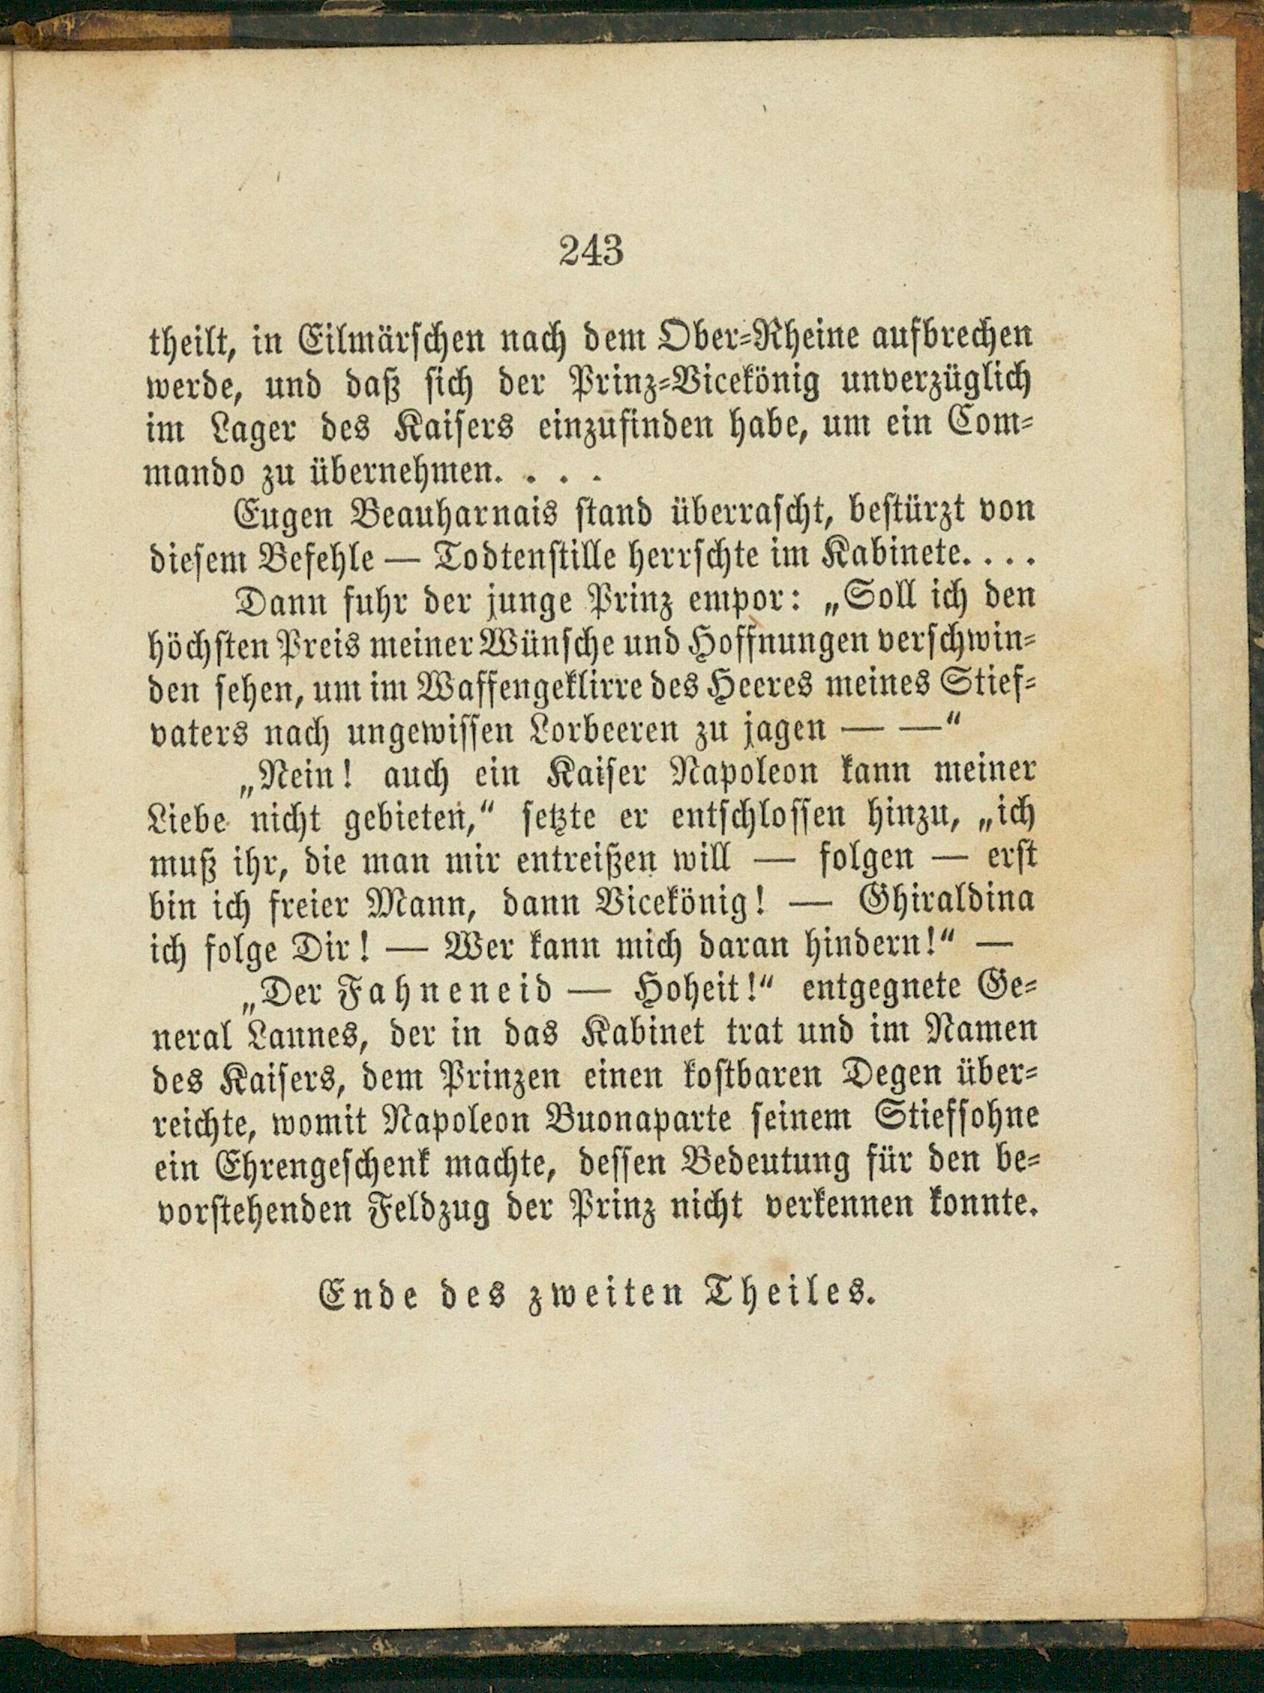 243
theilt, in Eilmärschen nach dem Ober-Rheine aufbrechen
werde, und daß sich der Prinz-Vicekönig unverzüglich
im Lager des Kaisers einzufinden habe, um ein Com-
mando zu übernehmen. . . .
Eugen Beauharnais stand überrascht, bestürzt von
diesem Befehle — Todtenstille herrschte im Kabinete. . . .
Dann fuhr der junge Prinz empor: „Soll ich den
höchsten Preis meiner Wünsche und Hoffnungen verschwin-
den sehen, um im Waffengeklirre des Heeres meines Stief-
vaters nach ungewissen Lorbeeren zu jagen — —“
„Nein! auch ein Kaiser Napoleon kann meiner
Liebe nicht gebieten,“ setzte er entschlossen hinzu, „ich
muß ihr, die man mir entreißen will — folgen — erst
bin ich freier Mann, dann Vicekönig! — Ghiraldina
ich folge Dir! — Wer kann mich daran hindern!“ —
„Der Fahneneid — Hoheit!“ entgegnete Ge-
neral Lannes, der in das Kabinet trat und im Namen
des Kaisers, dem Prinzen einen kostbaren Degen über-
reichte, womit Napoleon Buonaparte seinem Stiefsohne
ein Ehrengeschenk machte, dessen Bedeutung für den be-
vorstehenden Feldzug der Prinz nicht verkennen konnte.
Ende des zweiten Theiles.